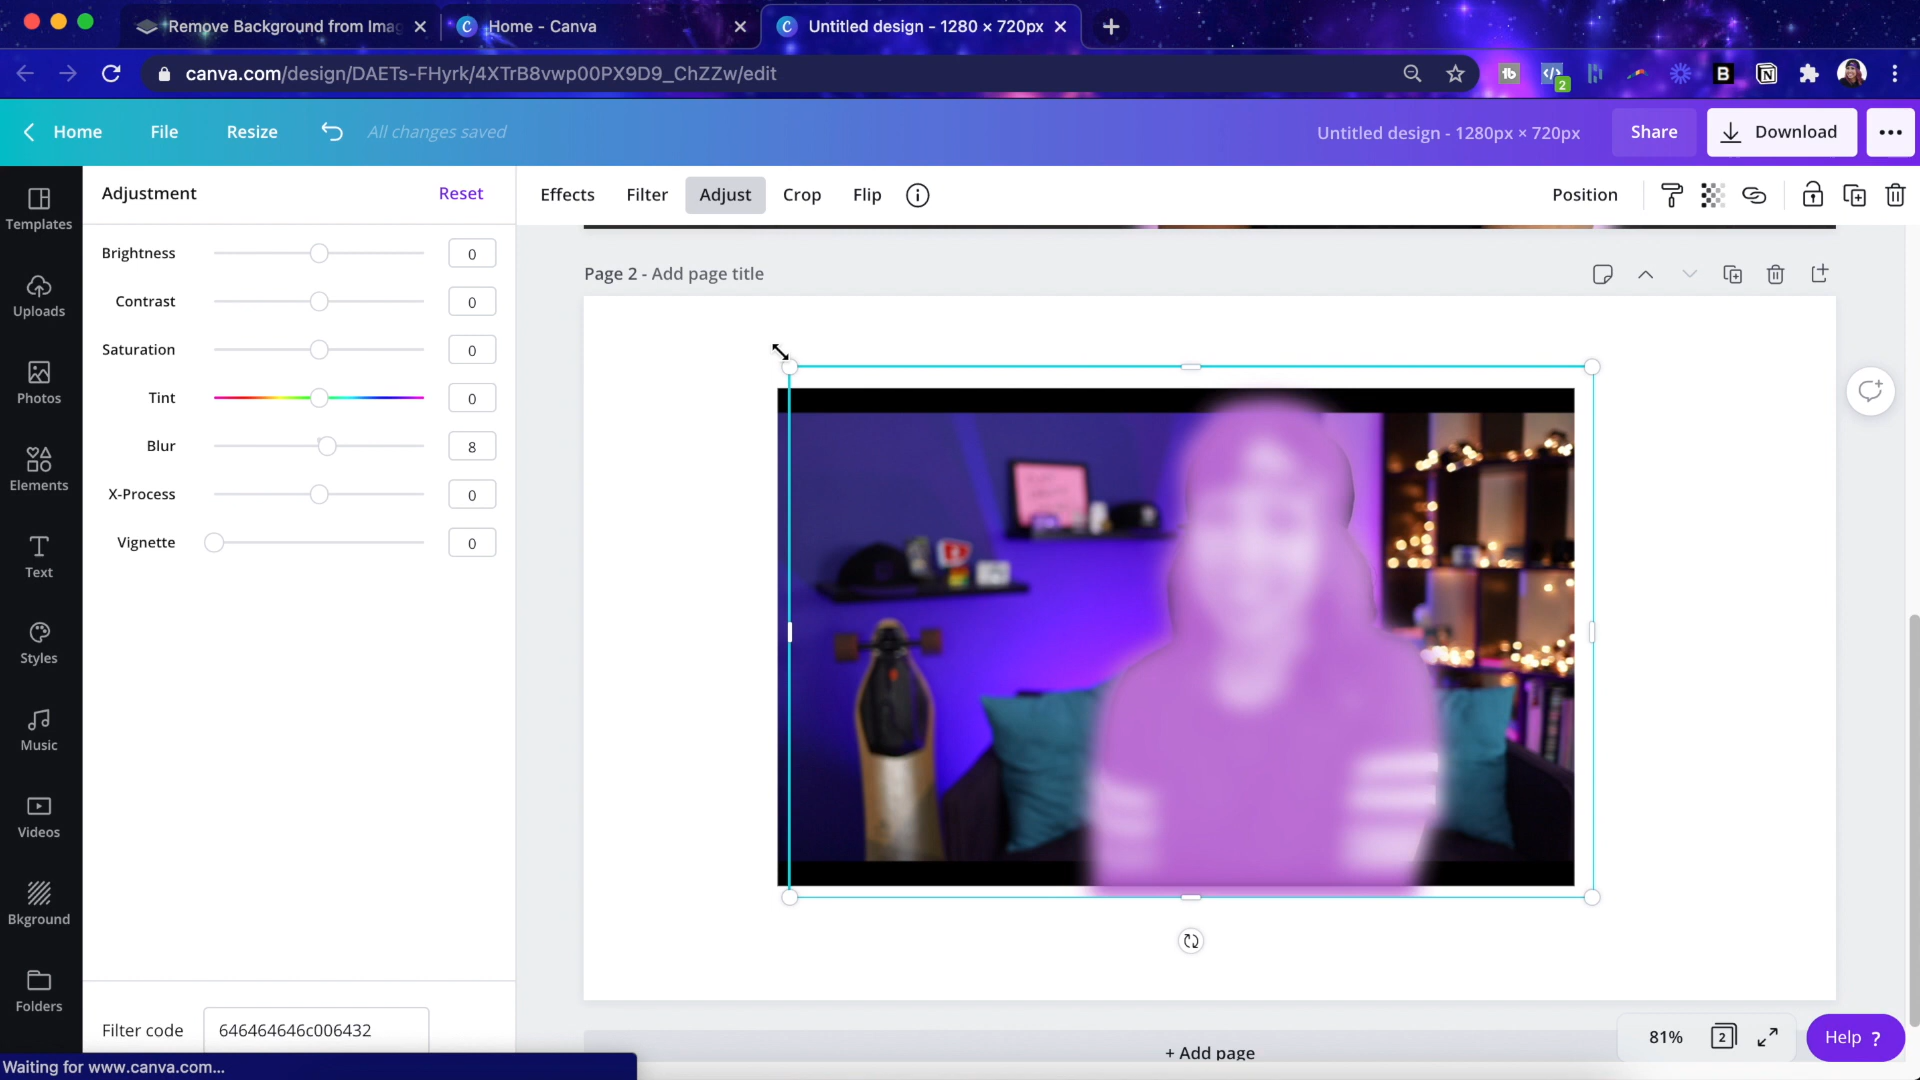 Remove Background from Imag
Home - Canva
Untitled design - 1280 × 720px
canva.com/design/DAETs-FHyrk/4XTrB8vwp00PX9D9_ChZZw/edit
2
B
N
Home
File
Resize
All changes saved
Untitled design - 1280px × 720px
Share
Download
Templates
Uploads
Photos
Elements
Text
Styles
Music
Videos
Bkground
Folders
Adjustment
Reset
Brightness
0
Contrast
0
Saturation
0
Tint
0
Blur
8
X-Process
0
Vignette
0
Filter code
646464646c006432
Effects
Filter
Adjust
Crop
Flip
Position
Page 2 - Add page title
+ Add page
81%
2
Help ?
Waiting for www.canva.com...